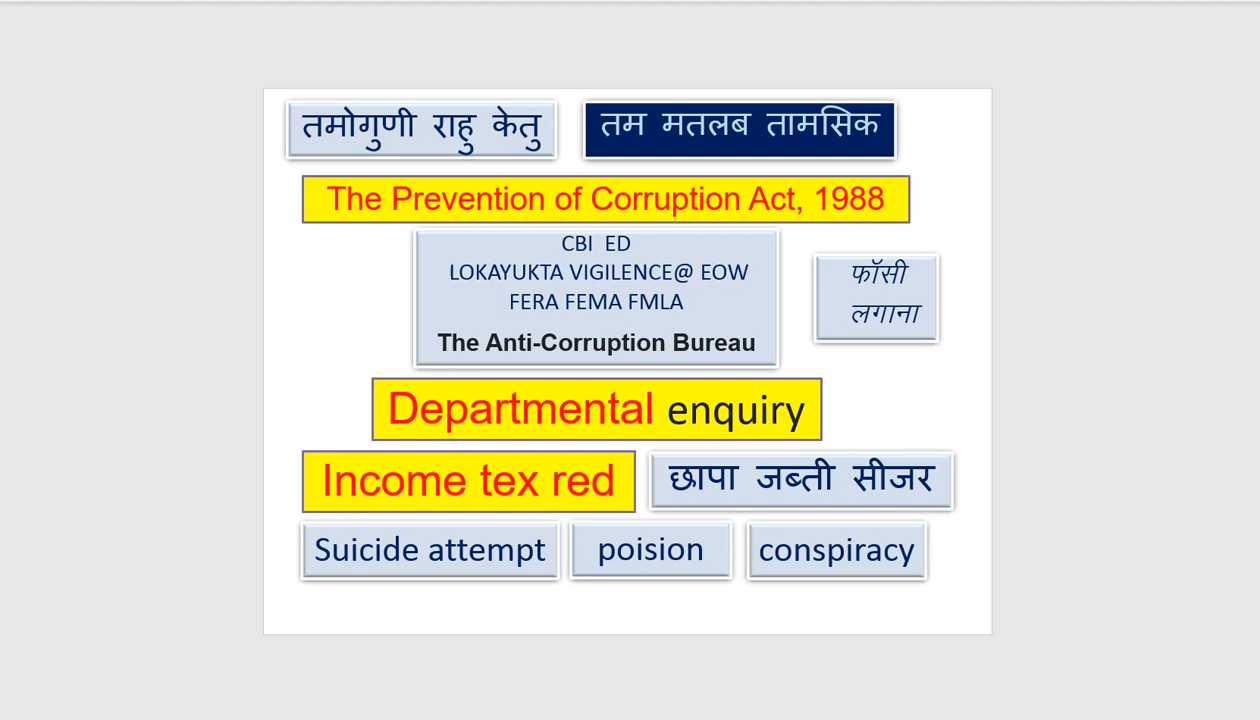 तमोगुणी राहु केतु
तम मतलब तामसिक
The Prevention of Corruption Act, 1988
CBI ED
LOKAYUKTA VIGILENCE@ EOW
FERA FEMA FMLA
The Anti-Corruption Bureau
फॉसी
लगाना
Departmental enquiry
Income tex red
छापा जब्ती सीजर
Suicide attempt
poision
conspiracy